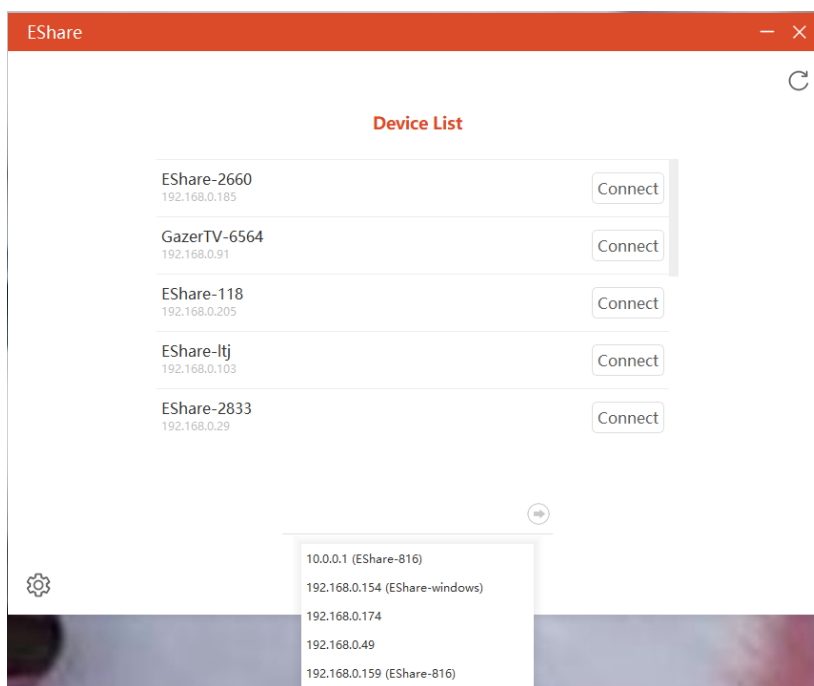 EShare
Device List
EShare-2660
192.168.0.185
Connect
GazerTV-6564
192.168.0.91
Connect
EShare-118
192.168.0.205
Connect
EShare-ltj
192.168.0.103
Connect
EShare-2833
192.168.0.29
Connect
10.0.0.1 (EShare-816)
192.168.0.154 (EShare-windows)
192.168.0.174
192.168.0.49
192.168.0.159 (EShare-816)